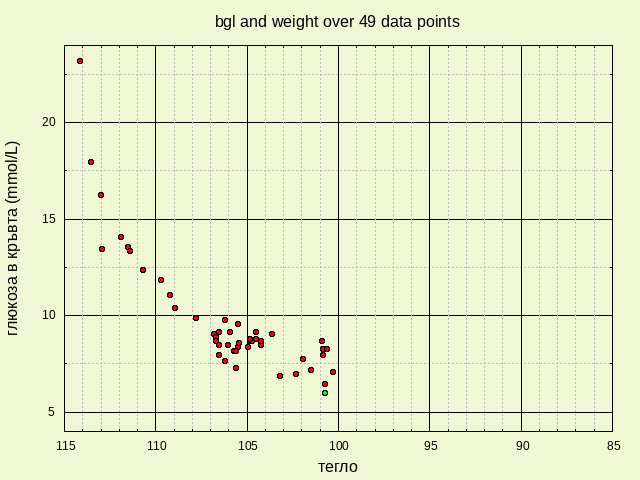 bgl and weight over 49 data points
глюкоза в кръвта (mmol/L)
20
15
10
5
115 110 105 100 95 90 85
тегло